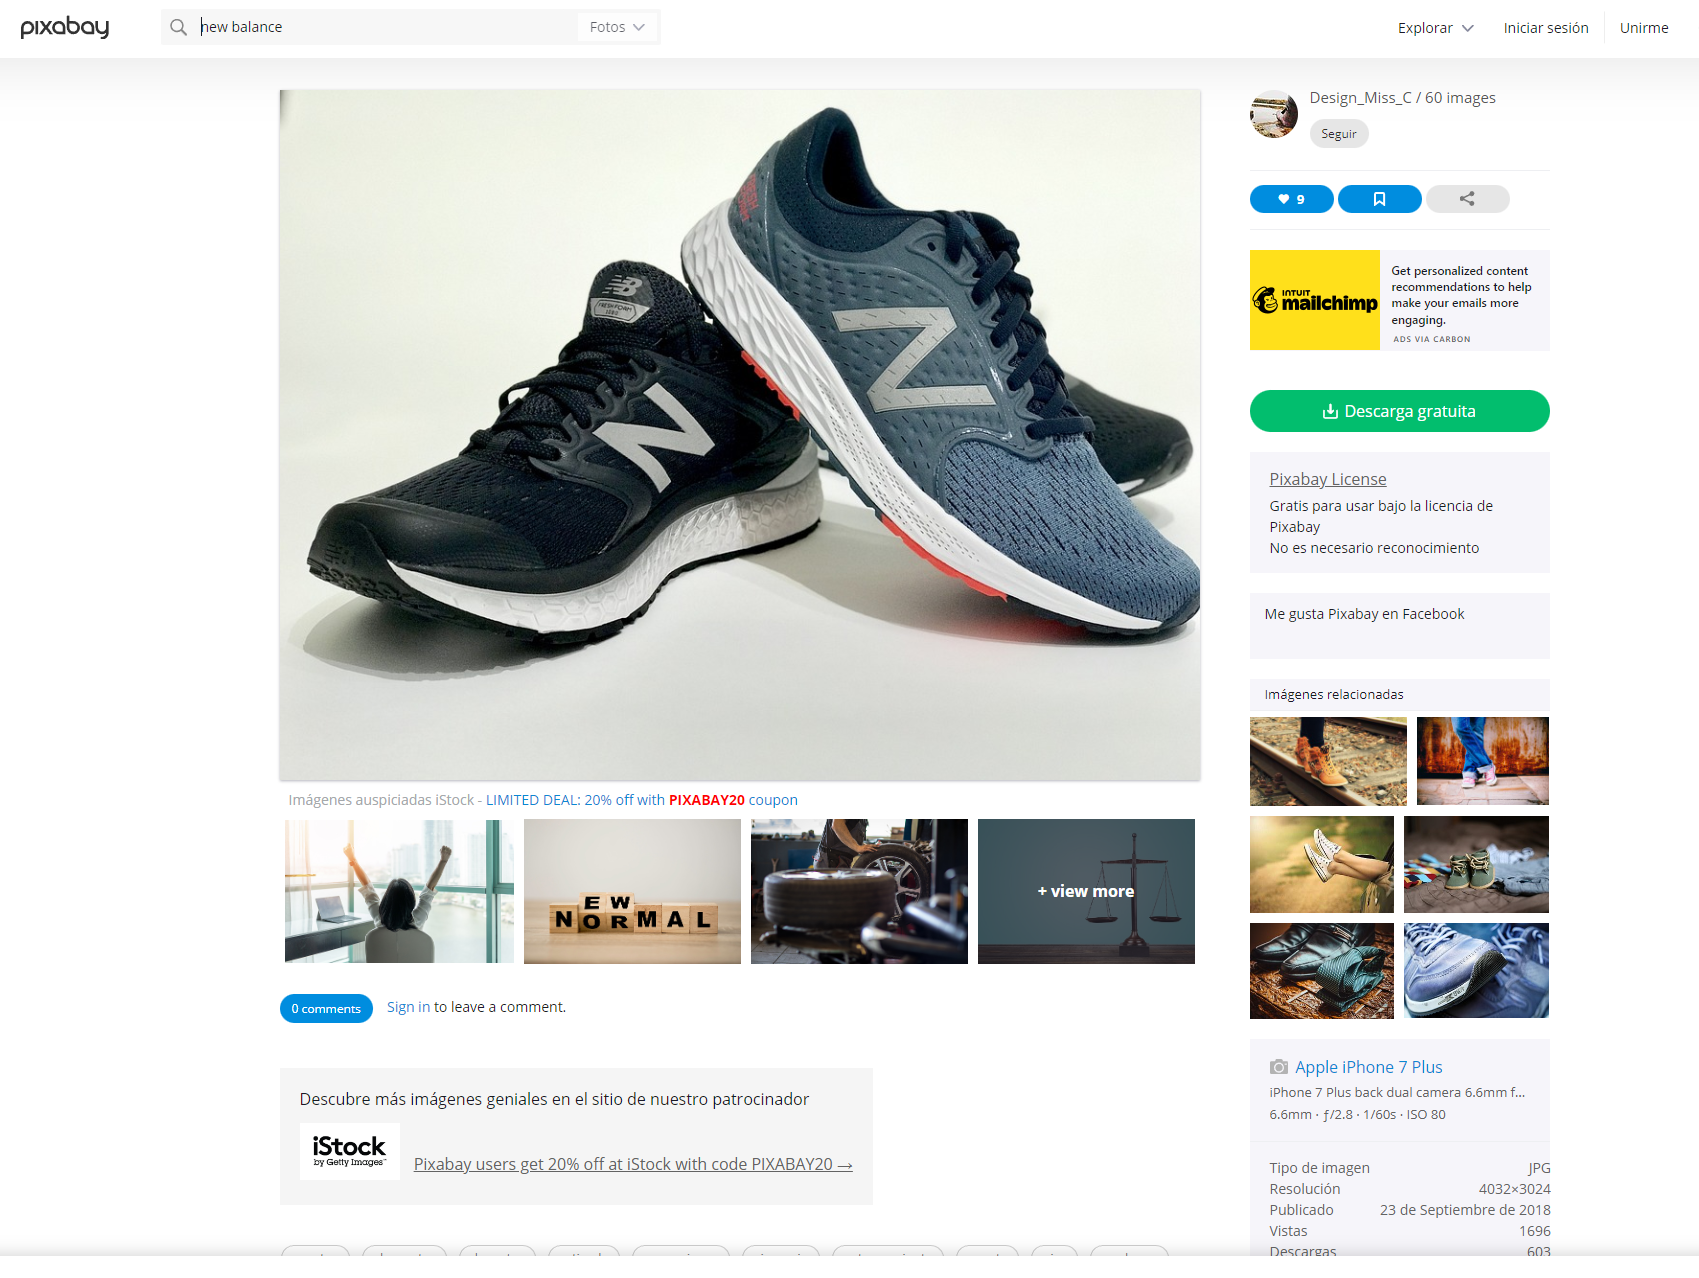 pixabay
new balance
Fotos
Explorar
Iniciar sesión
Unirme
Design_Miss_C / 60 images
Seguir
9
INTUIT
mailchimp
Get personalized content
recommendations to help
make your emails more
engaging.
ADS VIA CARBON
Descarga gratuita
Pixabay License
Gratis para usar bajo la licencia de
Pixabay
No es necesario reconocimiento
Me gusta Pixabay en Facebook
Imágenes relacionadas
NB
FRESH FOAM
1080
N
N
Imágenes auspiciadas iStock - LIMITED DEAL: 20% off with PIXABAY20 coupon
EW
NORMAL
+ view more
0 comments
Sign in to leave a comment.
Descubre más imágenes geniales en el sitio de nuestro patrocinador
iStock
by Getty Images™
Pixabay users get 20% off at iStock with code PIXABAY20 →
Apple iPhone 7 Plus
iPhone 7 Plus back dual camera 6.6mm f...
6.6mm · ƒ/2.8 · 1/60s · ISO 80
Tipo de imagen JPG
Resolución 4032×3024
Publicado 23 de Septiembre de 2018
Vistas 1696
Descargas 603